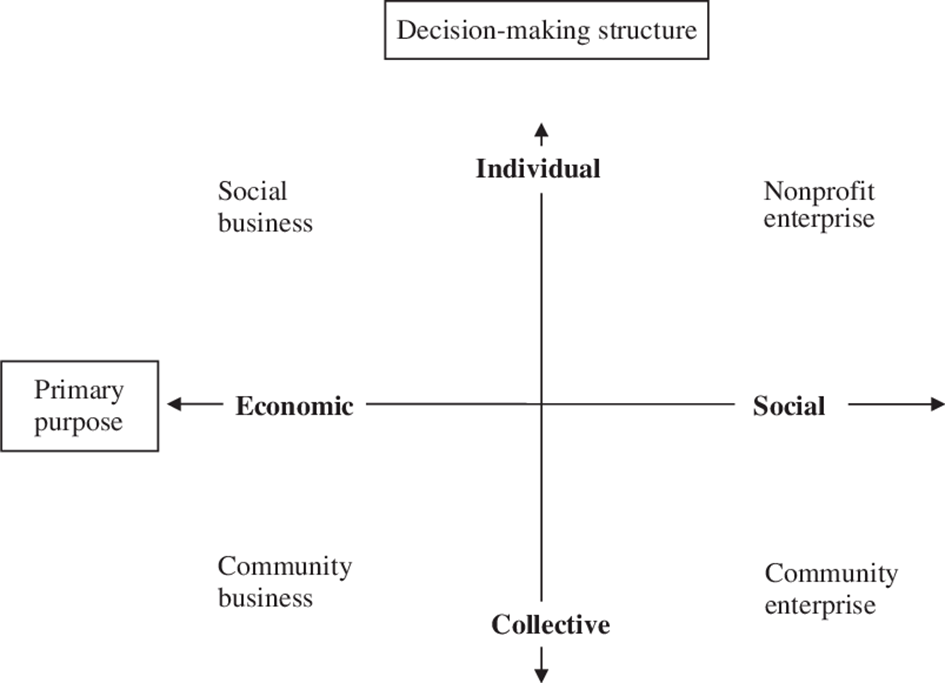 Decision-making structure
Individual
Social
business
Nonprofit
enterprise
Primary
purpose
Economic
Social
Community
business
Community
enterprise
Collective